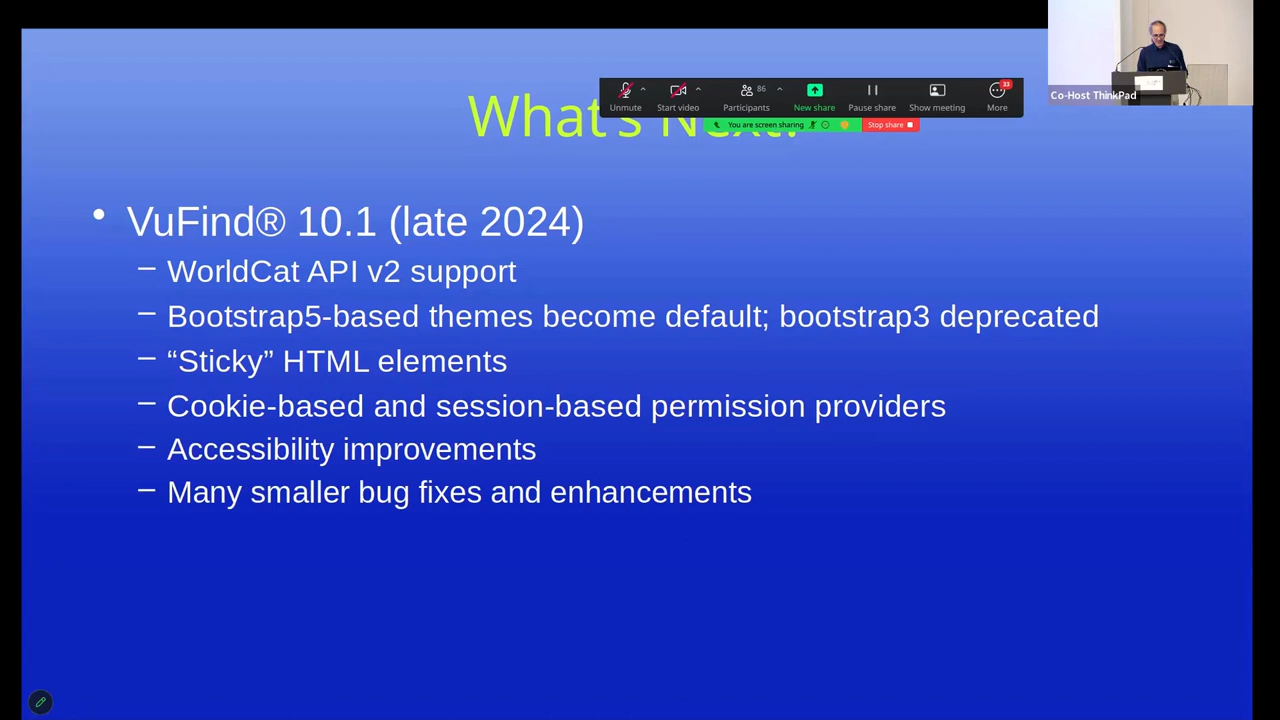 What's Next?
86
33
Unmute
Start video
Participants
New share
Pause share
Show meeting
More
You are screen sharing
Stop share
Co-Host ThinkPad
• VuFind® 10.1 (late 2024)
– WorldCat API v2 support
– Bootstrap5-based themes become default; bootstrap3 deprecated
– “Sticky” HTML elements
– Cookie-based and session-based permission providers
– Accessibility improvements
– Many smaller bug fixes and enhancements